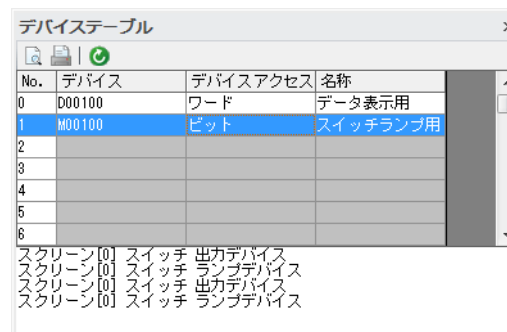 デバイステーブル
No. デバイス デバイスアクセス 名称
0 D00100 ワード データ表示用
1 M00100 ビット スイッチランプ用
2
3
4
5
6
スクリーン[0] スイッチ 出力デバイス
スクリーン[0] スイッチ ランプデバイス
スクリーン[0] スイッチ 出力デバイス
スクリーン[0] スイッチ ランプデバイス